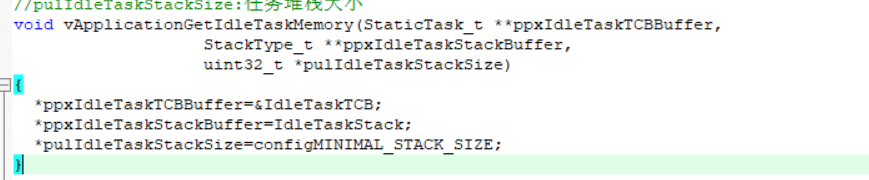 //pulIdleTaskStackSize:任务堆栈大小
void vApplicationGetIdleTaskMemory(StaticTask_t **ppxIdleTaskTCBBuffer,
StackType_t **ppxIdleTaskStackBuffer,
uint32_t *pulIdleTaskStackSize)
{
*ppxIdleTaskTCBBuffer=&IdleTaskTCB;
*ppxIdleTaskStackBuffer=IdleTaskStack;
*pulIdleTaskStackSize=configMINIMAL_STACK_SIZE;
}